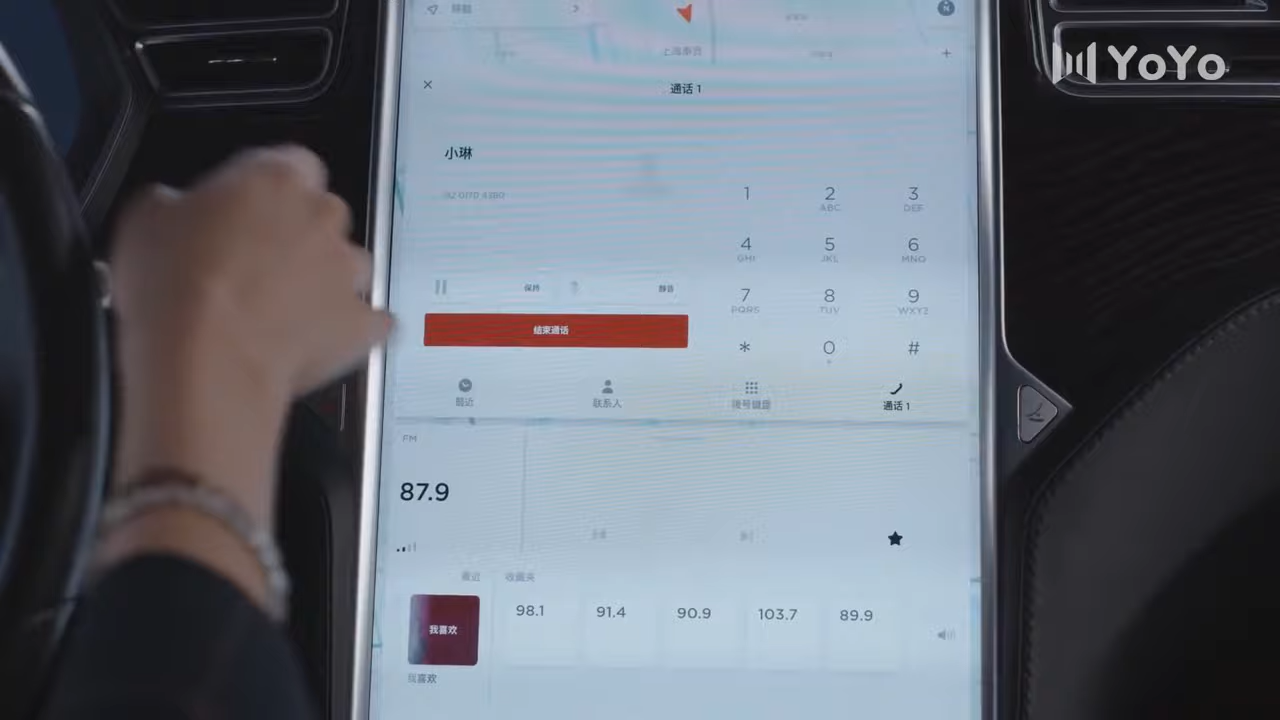 YoYo
N
上海奉贤
+
×
通话 1
小琳
1
2
ABC
3
DEF
4
GHI
5
JKL
6
MNO
7
PQRS
8
TUV
9
WXYZ
*
0
+
#
保持
静音
结束通话
最近
联系人
拨号键盘
通话 1
FM
87.9
最近
收藏夹
我喜欢
98.1
91.4
90.9
103.7
89.9
我喜欢